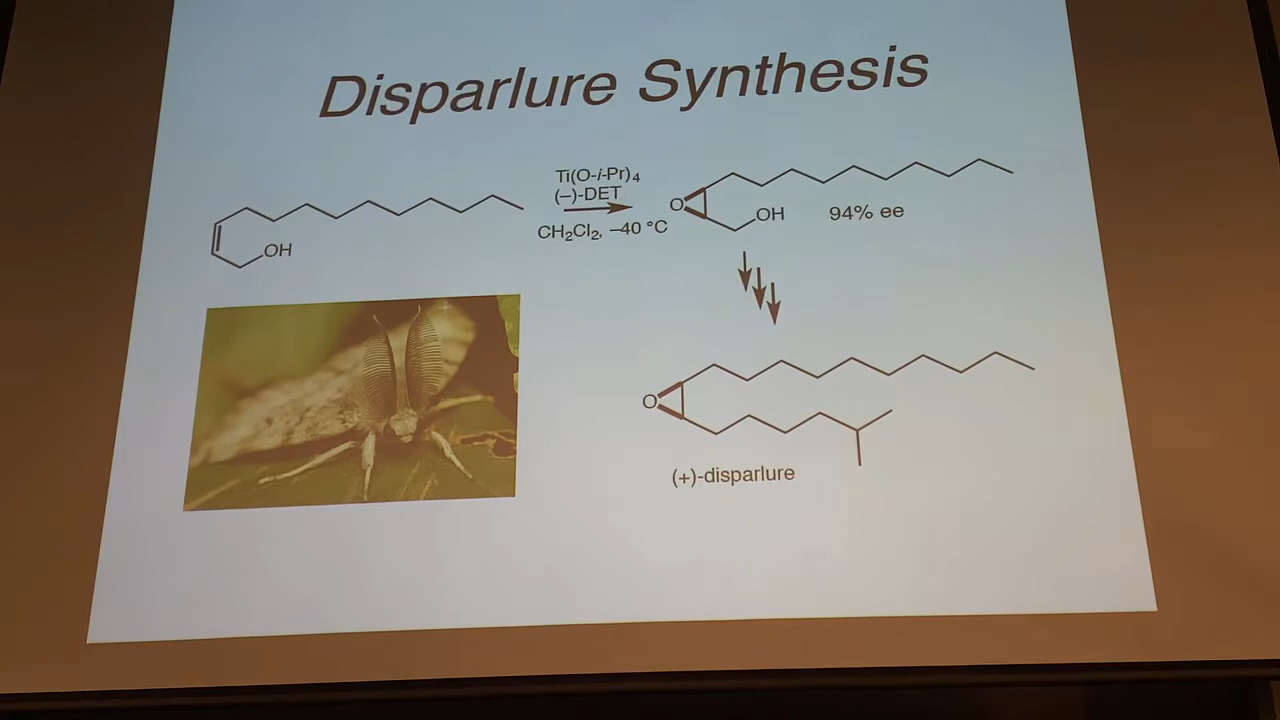 Disparlure Synthesis
Ti(O-i-Pr)4
(–)-DET
CH2Cl2, –40 °C
OH
O
OH
94% ee
O
(+)-disparlure